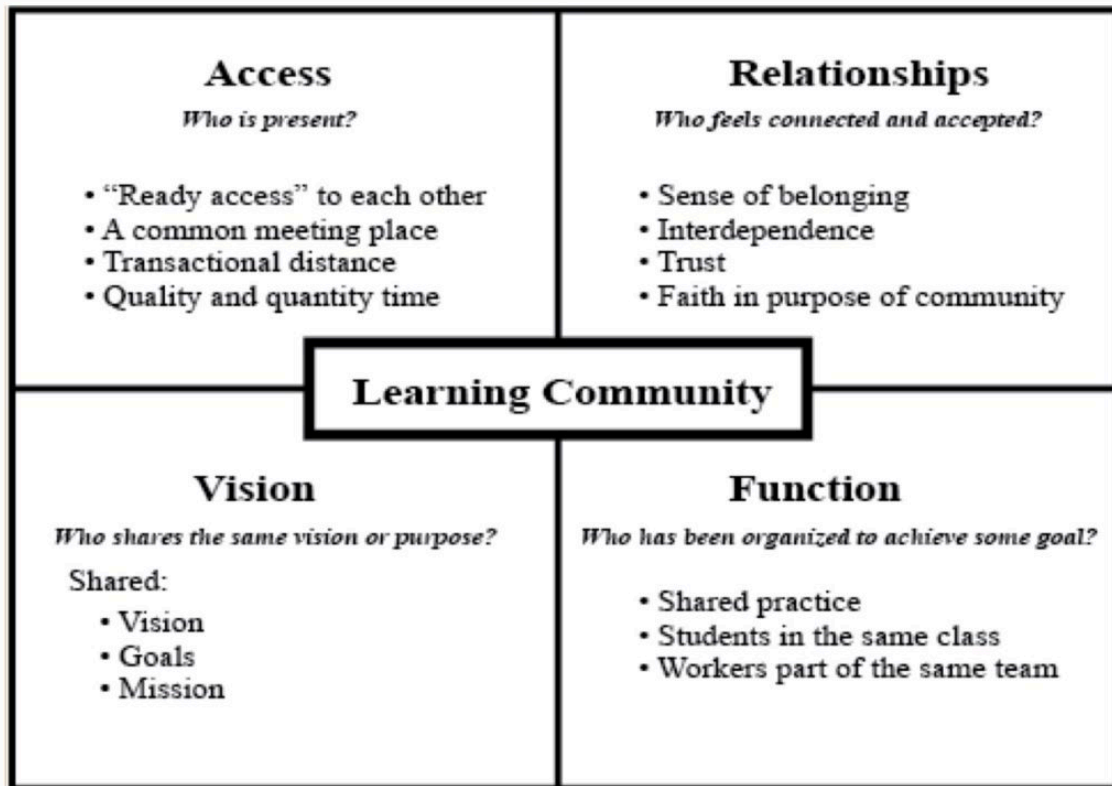 Access
Who is present?
• “Ready access” to each other
• A common meeting place
• Transactional distance
• Quality and quantity time
Relationships
Who feels connected and accepted?
• Sense of belonging
• Interdependence
• Trust
• Faith in purpose of community
Learning Community
Vision
Who shares the same vision or purpose?
Shared:
• Vision
• Goals
• Mission
Function
Who has been organized to achieve some goal?
• Shared practice
• Students in the same class
• Workers part of the same team